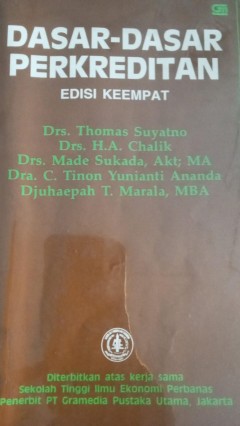 DASAR-DASAR
PERKREDITAN
EDISI KEEMPAT
Drs. Thomas Suyatno
Drs. H.A. Chalik
Drs. Made Sukada, Akt; MA
Dra. C. Tinon Yunianti Ananda
Djuhaepah T. Marala, MBA
Diterbitkan atas kerja sama
Sekolah Tinggi Ilmu Ekonomi Perbanas
Penerbit PT Gramedia Pustaka Utama, Jakarta